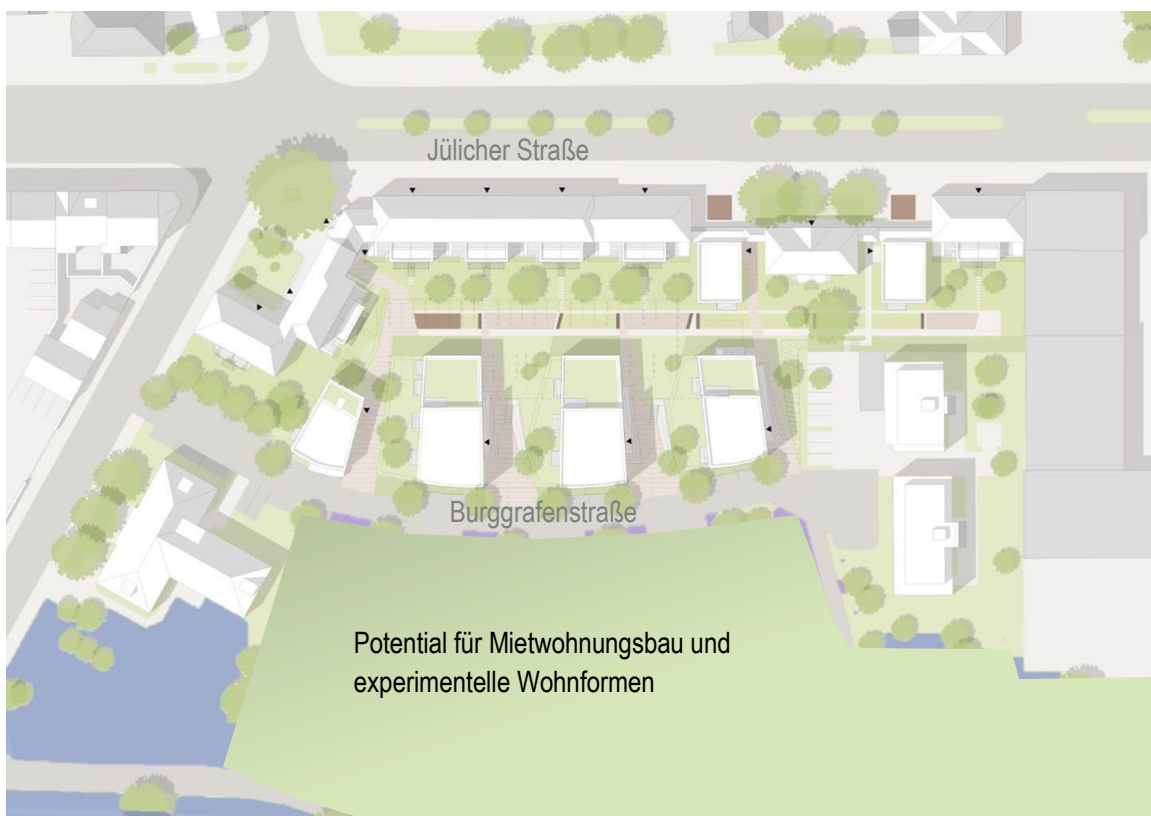 Jülicher Straße
Burggrafenstraße
Potential für Mietwohnungsbau und
experimentelle Wohnformen